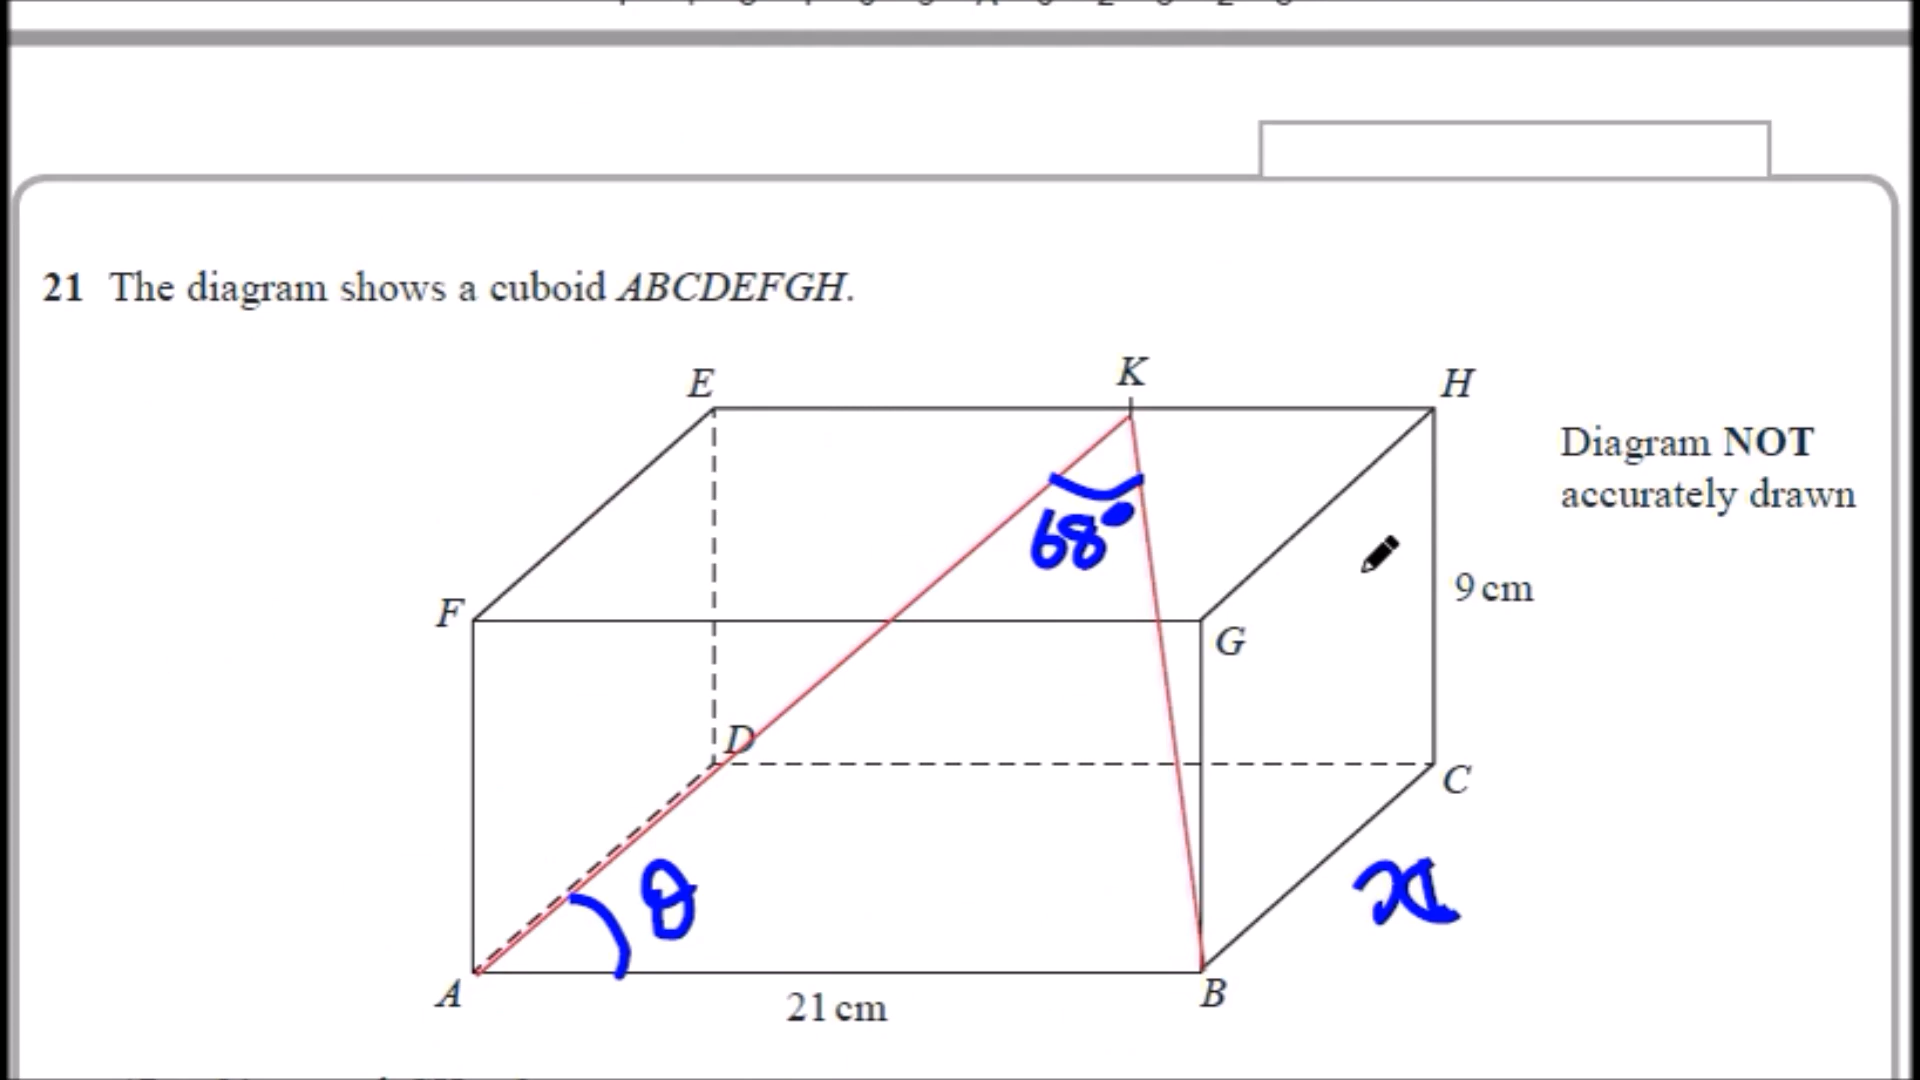 21 The diagram shows a cuboid ABCDEFGH.
E
K
H
Diagram NOT
accurately drawn
68°
9 cm
F
G
D
C
θ
x
A
B
21 cm